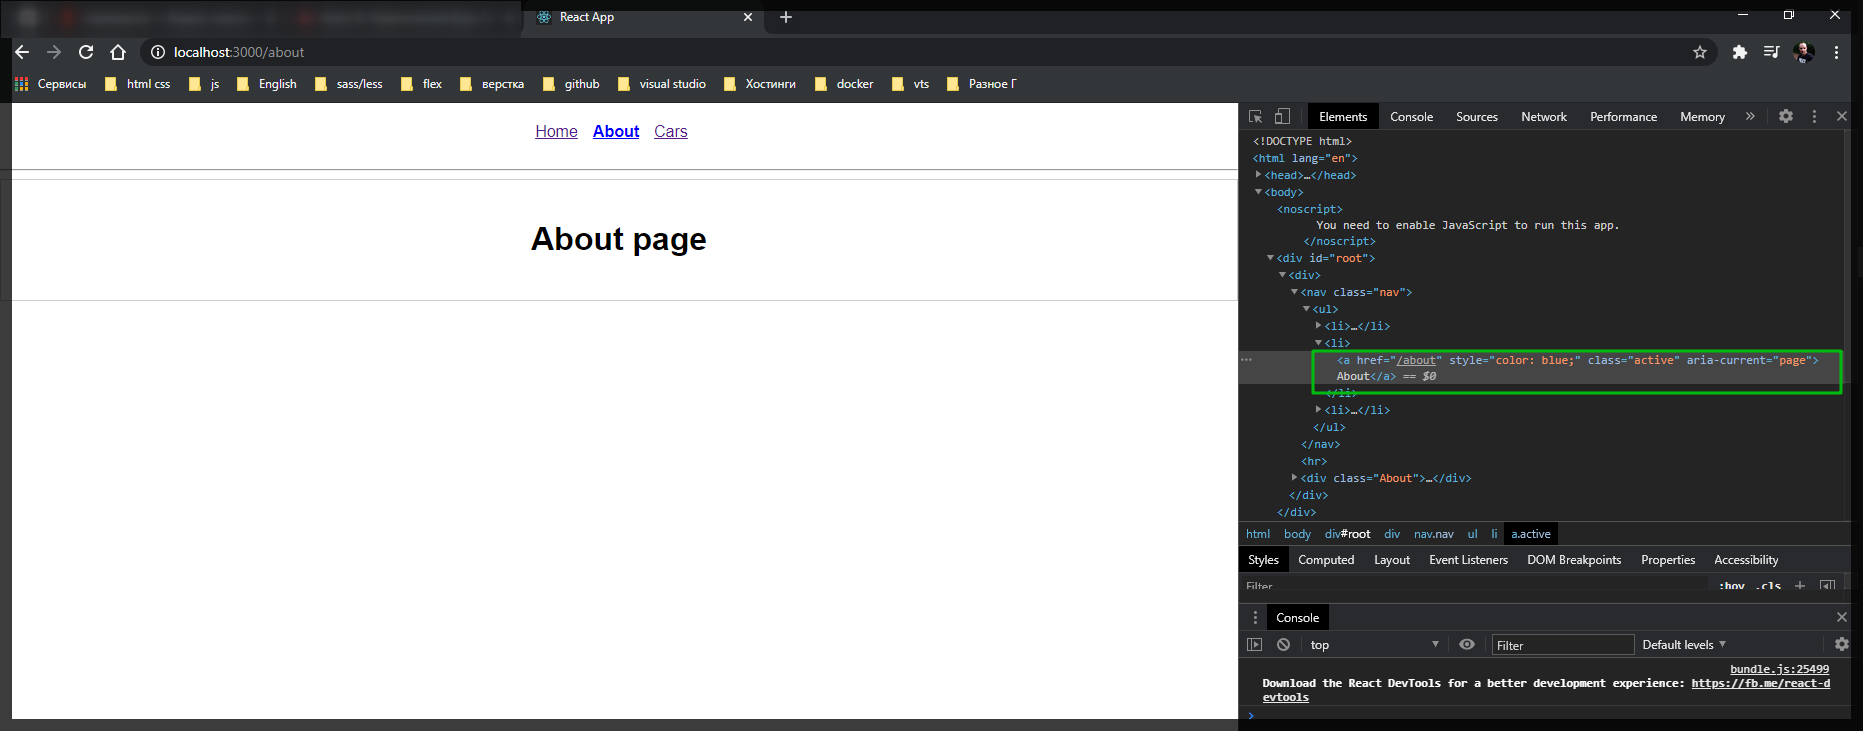 React App
localhost:3000/about
Сервисы html css js English sass/less flex верстка github visual studio Хостинги docker vts Разное Г
Home About Cars
About page
Elements Console Sources Network Performance Memory »
<!DOCTYPE html>
<html lang="en">
<head>…</head>
<body>
<noscript>
You need to enable JavaScript to run this app.
</noscript>
<div id="root">
<div>
<nav class="nav">
<ul>
<li>…</li>
<li>
<a href="/about" style="color: blue;" class="active" aria-current="page">
About</a> == $0
</li>
<li>…</li>
</ul>
</nav>
<hr>
<div class="About">…</div>
</div>
</div>
html body div#root div nav.nav ul li a.active
Styles Computed Layout Event Listeners DOM Breakpoints Properties Accessibility
Filter :hov .cls
Console
top Filter Default levels
bundle.js:25499
Download the React DevTools for a better development experience: https://fb.me/react-d
evtools